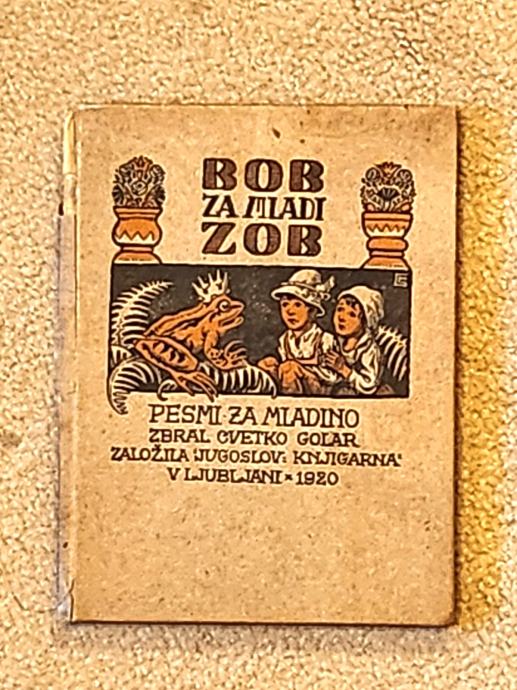 BOB
ZA MLADI
ZOB
PESMI ZA MLADINO
ZBRAL CVETKO GOLAR
ZALOŽILA "JUGOSLOV: KNJIGARNA"
V LJUBLJANI * 1920